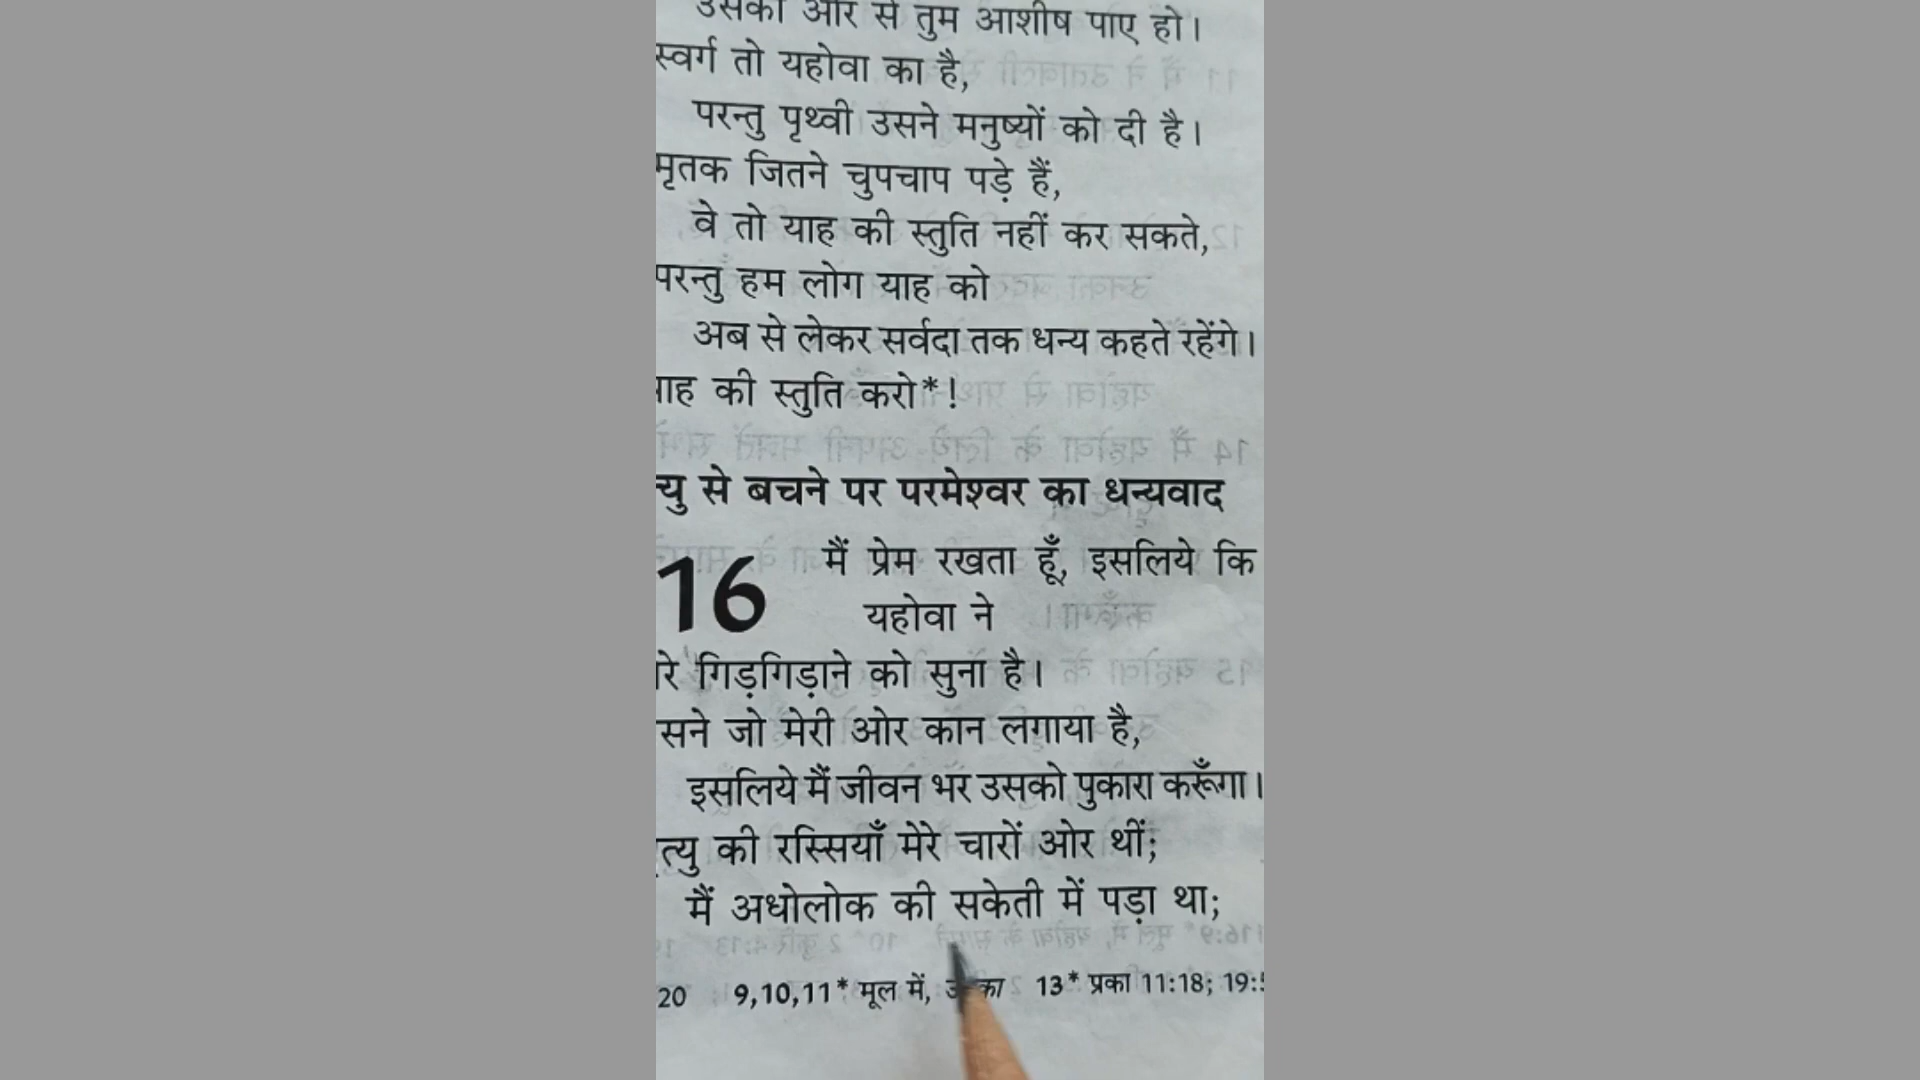 उसकी ओर से तुम आशीष पाए हो।
स्वर्ग तो यहोवा का है,
परन्तु पृथ्वी उसने मनुष्यों को दी है।
मृतक जितने चुपचाप पड़े हैं,
वे तो याह की स्तुति नहीं कर सकते,
परन्तु हम लोग याह को
अब से लेकर सर्वदा तक धन्य कहते रहेंगे।
की स्तुति करो*!
से बचने पर परमेश्वर का धन्यवाद
16 मैं प्रेम रखता हूँ, इसलिये कि
यहोवा ने
गिड़गिड़ाने को सुना है।
जो मेरी ओर कान लगाया है,
इसलिये मैं जीवन भर उसको पुकारा करूँगा।
की रस्सियाँ मेरे चारों ओर थीं;
मैं अधोलोक की सकेती में पड़ा था;
20 9,10,11* मूल में, 13* प्रका 11:18; 19: